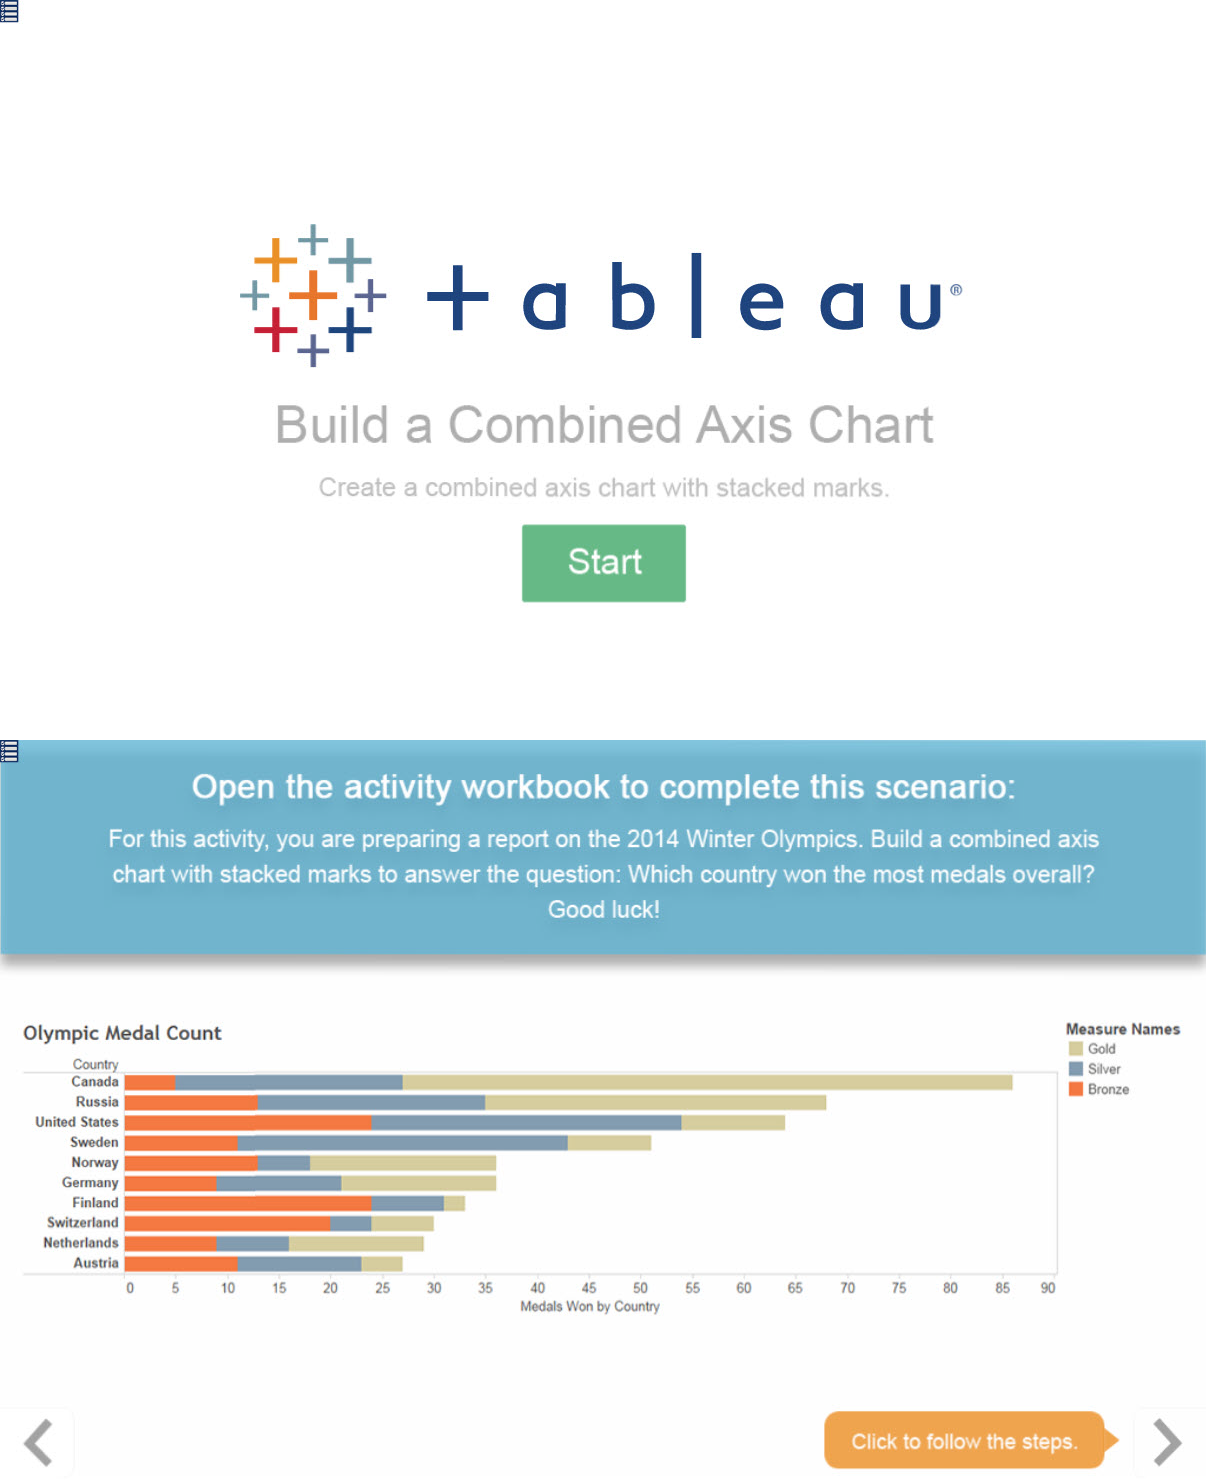 +ableau®
Build a Combined Axis Chart
Create a combined axis chart with stacked marks.
Start
Open the activity workbook to complete this scenario:
For this activity, you are preparing a report on the 2014 Winter Olympics. Build a combined axis
chart with stacked marks to answer the question: Which country won the most medals overall?
Good luck!
Olympic Medal Count
Country
Canada
Russia
United States
Sweden
Norway
Germany
Finland
Switzerland
Netherlands
Austria
0 5 10 15 20 25 30 35 40 45 50 55 60 65 70 75 80 85 90
Medals Won by Country
Measure Names
Gold
Silver
Bronze
Click to follow the steps.